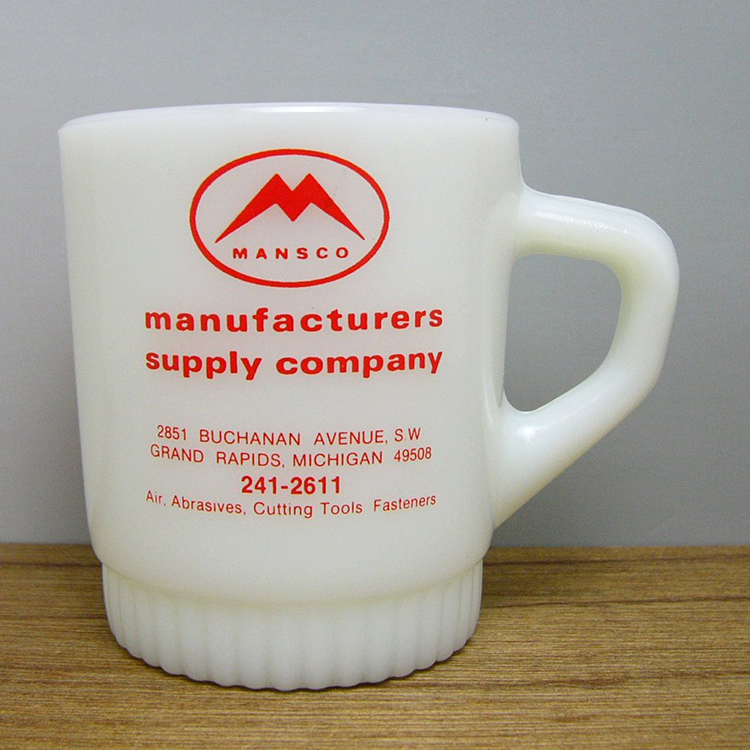 MANSCO
manufacturers
supply company
2851 BUCHANAN AVENUE, S.W
GRAND RAPIDS, MICHIGAN 49508
241-2611
Air, Abrasives, Cutting Tools Fasteners